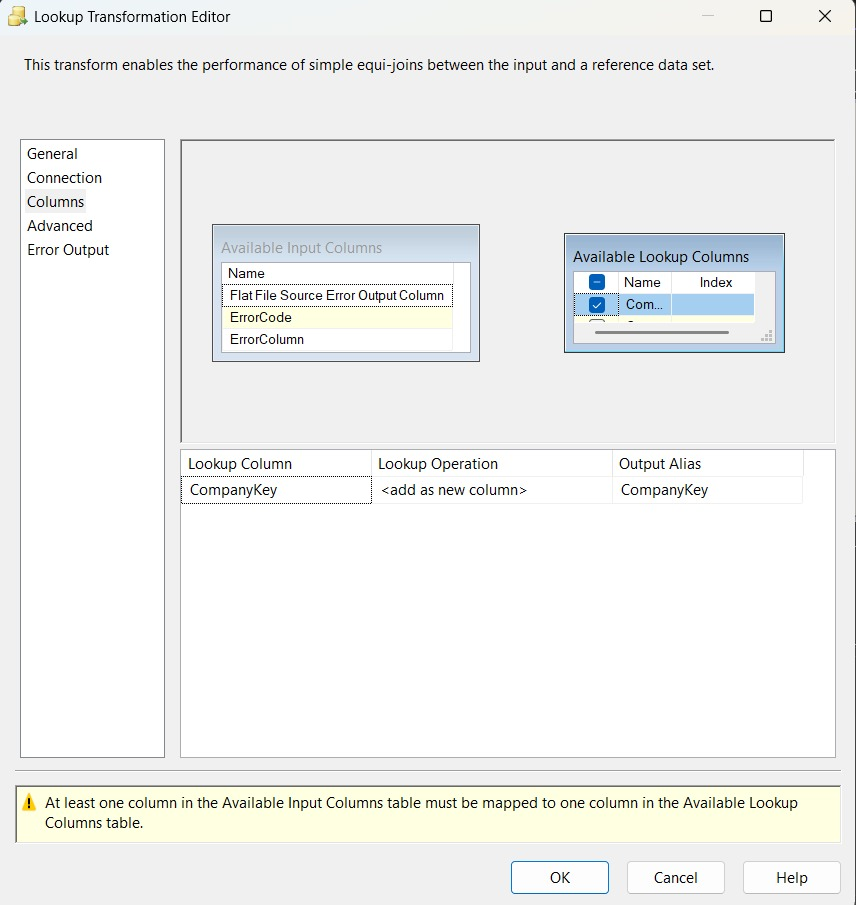 Lookup Transformation Editor
This transform enables the performance of simple equi-joins between the input and a reference data set.
General
Connection
Columns
Advanced
Error Output
Available Input Columns
Name
Flat File Source Error Output Column
ErrorCode
ErrorColumn
Available Lookup Columns
Name Index
Com...
Lookup Column Lookup Operation Output Alias
CompanyKey <add as new column> CompanyKey
At least one column in the Available Input Columns table must be mapped to one column in the Available Lookup
Columns table.
OK Cancel Help